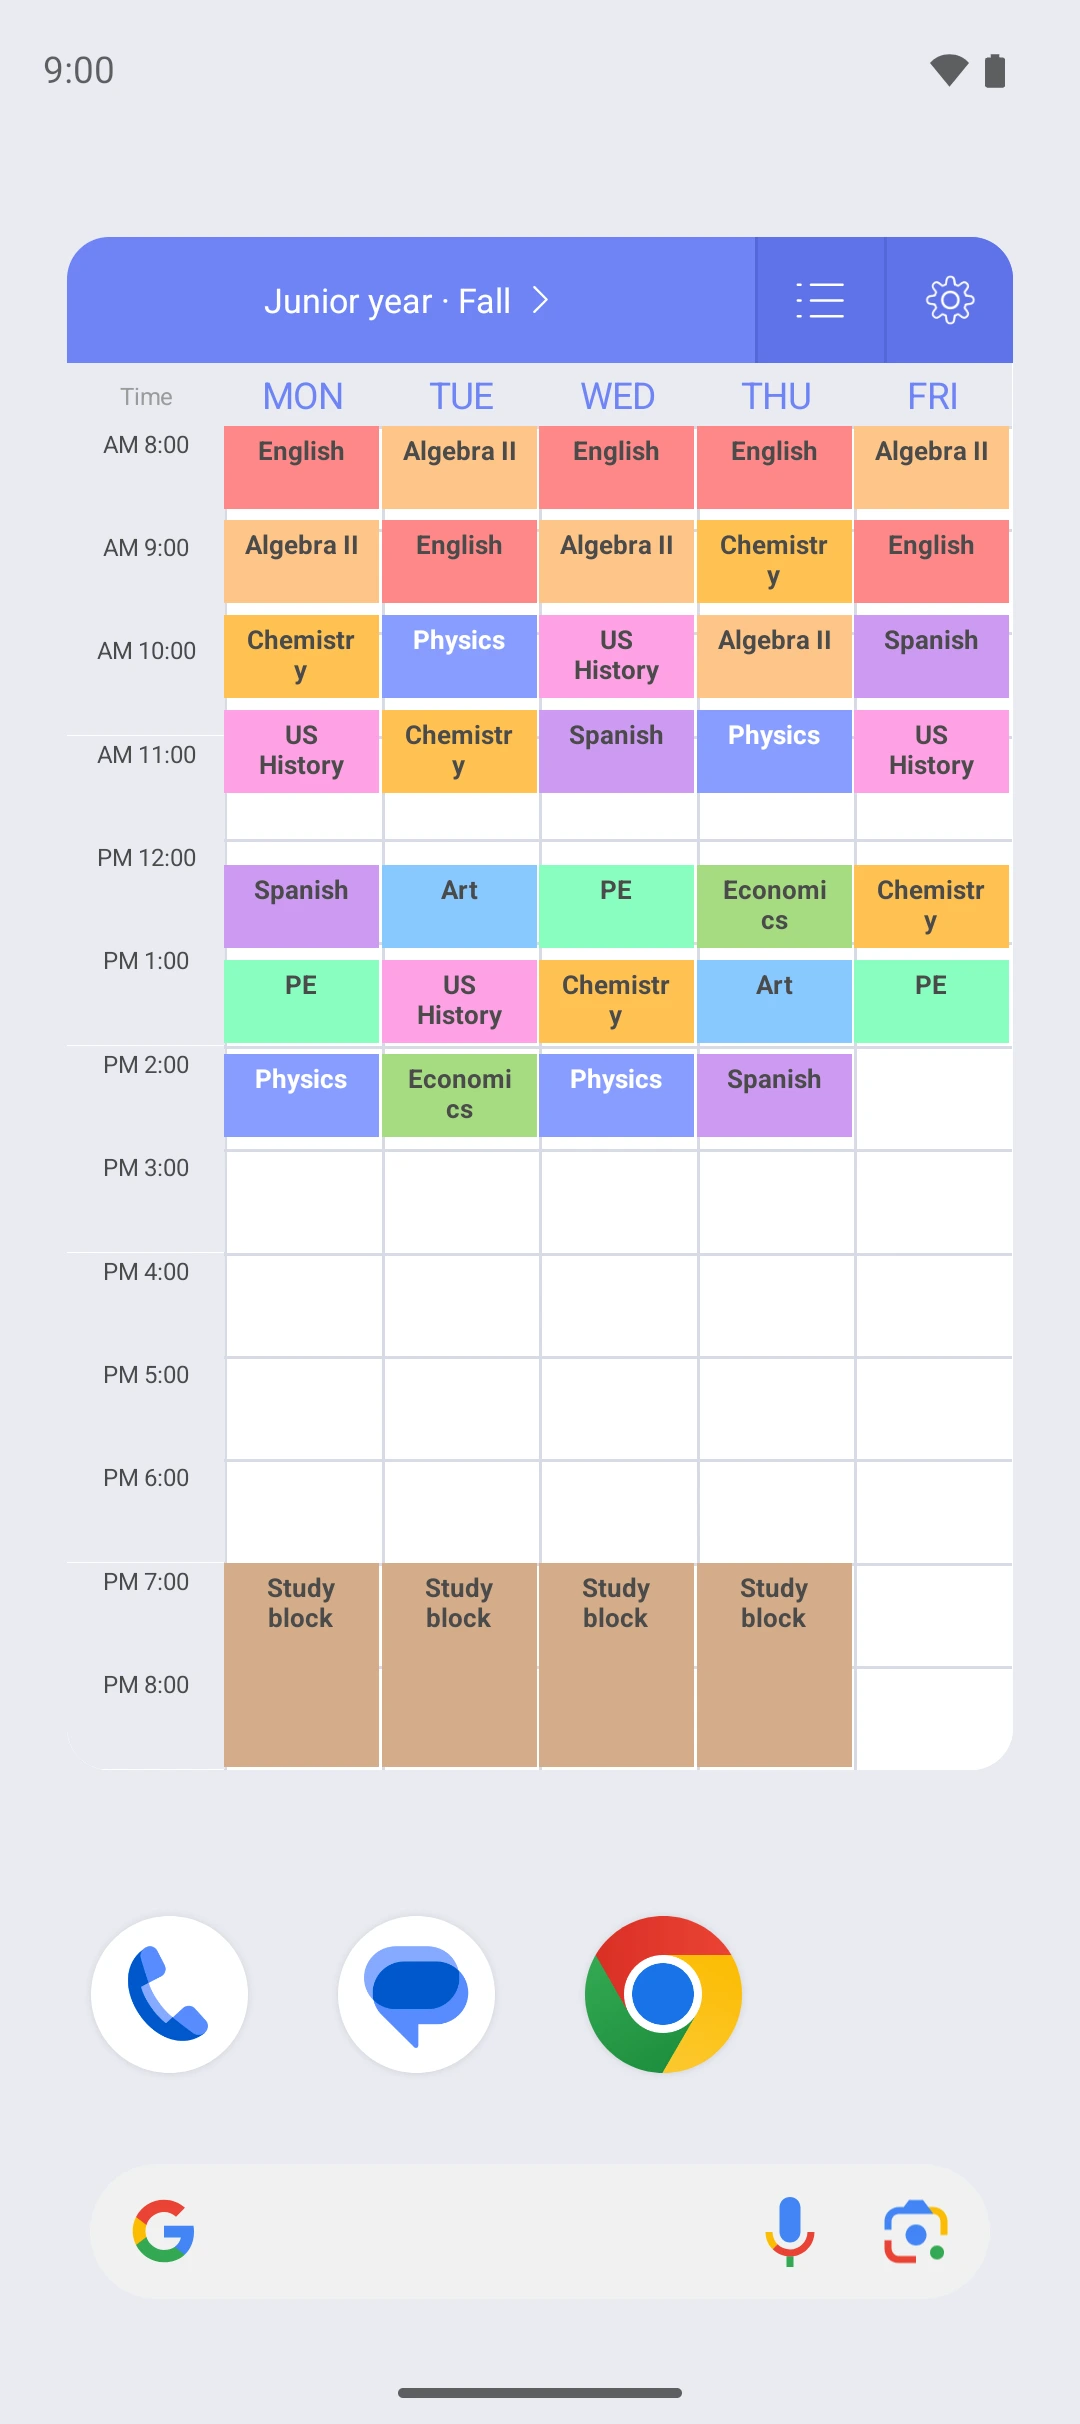 9:00
Junior year · Fall
Time MON TUE WED THU FRI
AM 8:00
English
Algebra II
English
English
Algebra II
AM 9:00
Algebra II
English
Algebra II
Chemistr
y
English
AM 10:00
Chemistr
y
Physics
US
History
Algebra II
Spanish
AM 11:00
US
History
Chemistr
y
Spanish
Physics
US
History
PM 12:00
Spanish
Art
PE
Economi
cs
Chemistr
y
PM 1:00
PE
US
History
Chemistr
y
Art
PE
PM 2:00
Physics
Economi
cs
Physics
Spanish
PM 3:00
PM 4:00
PM 5:00
PM 6:00
PM 7:00
Study
block
Study
block
Study
block
Study
block
PM 8:00